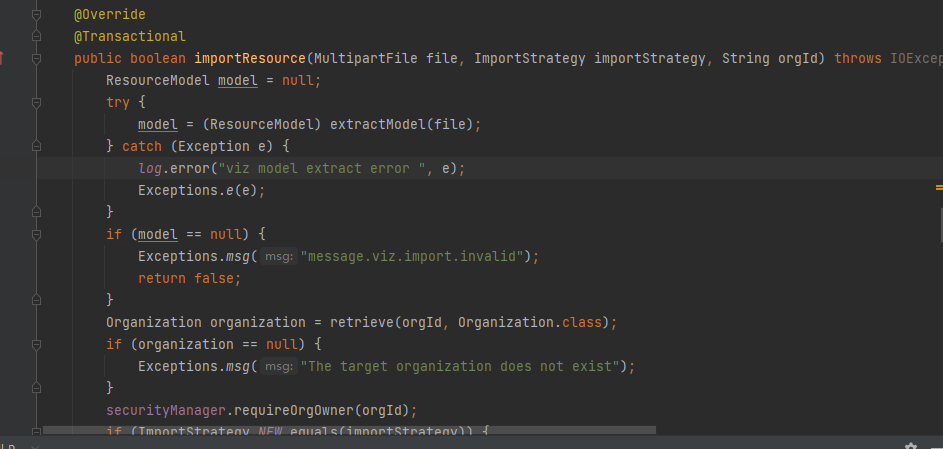 @Override
@Transactional
public boolean importResource(MultipartFile file, ImportStrategy importStrategy, String orgId) throws IOExcep
ResourceModel model = null;
try {
model = (ResourceModel) extractModel(file);
} catch (Exception e) {
log.error("viz model extract error ", e);
Exceptions.e(e);
}
if (model == null) {
Exceptions.msg( msg: "message.viz.import.invalid");
return false;
}
Organization organization = retrieve(orgId, Organization.class);
if (organization == null) {
Exceptions.msg( msg: "The target organization does not exist");
}
securityManager.requireOrgOwner(orgId);
if (ImportStrategy.NEW.equals(importStrategy)) {